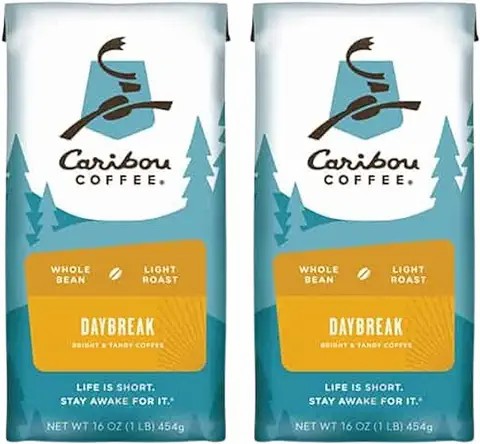 Caribou
COFFEE®
WHOLE BEAN
LIGHT ROAST
DAYBREAK
BRIGHT & TANGY COFFEE
LIFE IS SHORT.
STAY AWAKE FOR IT.®
NET WT 16 OZ (1 LB) 454g
Caribou
COFFEE®
WHOLE BEAN
LIGHT ROAST
DAYBREAK
BRIGHT & TANGY COFFEE
LIFE IS SHORT.
STAY AWAKE FOR IT.®
NET WT 16 OZ (1 LB) 454g